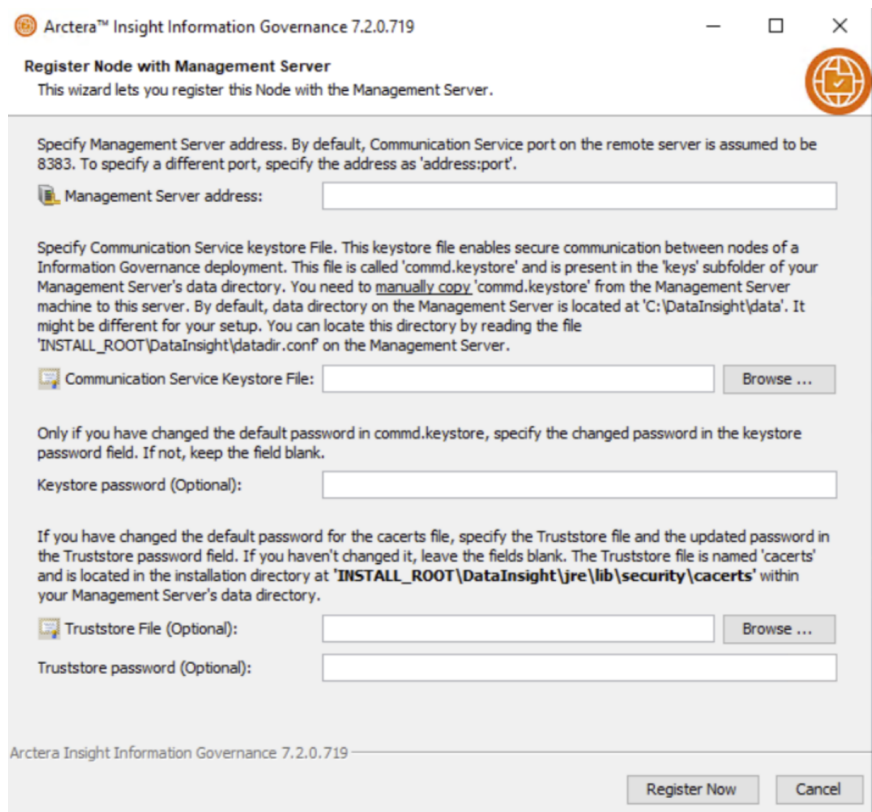 Arctera™ Insight Information Governance 7.2.0.719
Register Node with Management Server
This wizard lets you register this Node with the Management Server.
Specify Management Server address. By default, Communication Service port on the remote server is assumed to be
8383. To specify a different port, specify the address as 'address:port'.
Management Server address:
Specify Communication Service keystore File. This keystore file enables secure communication between nodes of a
Information Governance deployment. This file is called 'commd.keystore' and is present in the 'keys' subfolder of your
Management Server's data directory. You need to manually copy 'commd.keystore' from the Management Server
machine to this server. By default, data directory on the Management Server is located at 'C:\DataInsight\data'. It
might be different for your setup. You can locate this directory by reading the file
'INSTALL_ROOT\DataInsight\datadir.conf' on the Management Server.
Communication Service Keystore File:
Browse ...
Only if you have changed the default password in commd.keystore, specify the changed password in the keystore
password field. If not, keep the field blank.
Keystore password (Optional):
If you have changed the default password for the cacerts file, specify the Truststore file and the updated password in
the Truststore password field. If you haven't changed it, leave the fields blank. The Truststore file is named 'cacerts'
and is located in the installation directory at 'INSTALL_ROOT\DataInsight\jre\lib\security\cacerts' within
your Management Server's data directory.
Truststore File (Optional):
Browse ...
Truststore password (Optional):
Arctera Insight Information Governance 7.2.0.719
Register Now
Cancel